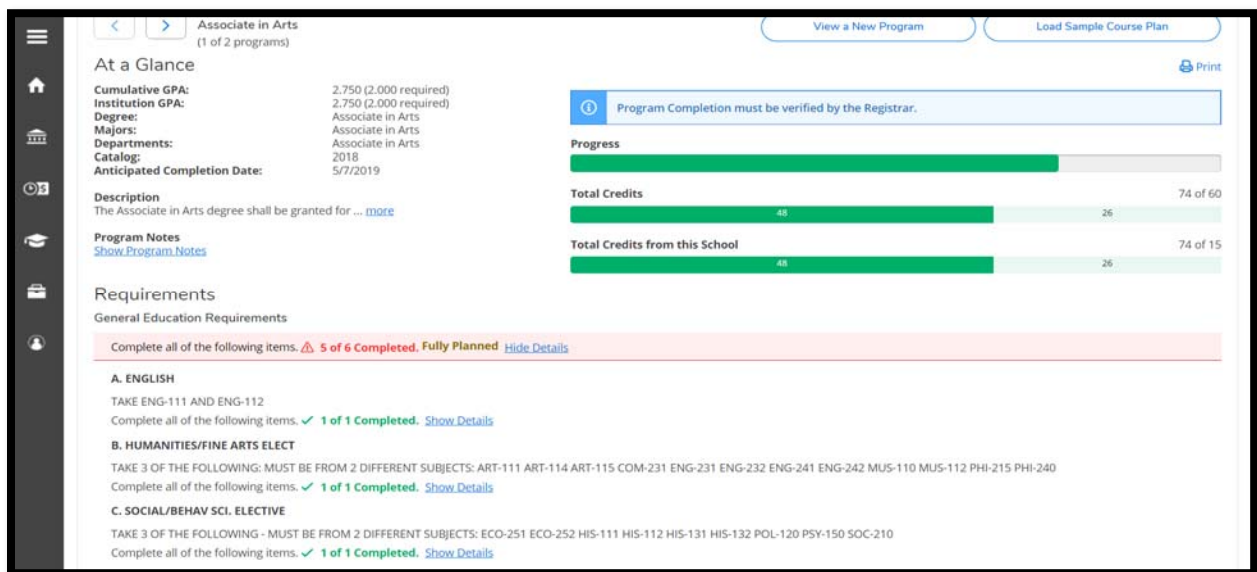 Associate in Arts
(1 of 2 programs)
View a New Program
Load Sample Course Plan
At a Glance
Print
Cumulative GPA: 2.750 (2.000 required)
Institution GPA: 2.750 (2.000 required)
Degree: Associate in Arts
Majors: Associate in Arts
Departments: Associate in Arts
Catalog: 2018
Anticipated Completion Date: 5/7/2019
Description
The Associate in Arts degree shall be granted for ... more
Program Notes
Show Program Notes
Program Completion must be verified by the Registrar.
Progress
Total Credits 74 of 60
48 26
Total Credits from this School 74 of 15
48 26
Requirements
General Education Requirements
Complete all of the following items. 5 of 6 Completed. Fully Planned Hide Details
A. ENGLISH
TAKE ENG-111 AND ENG-112
Complete all of the following items. ✓ 1 of 1 Completed. Show Details
B. HUMANITIES/FINE ARTS ELECT
TAKE 3 OF THE FOLLOWING: MUST BE FROM 2 DIFFERENT SUBJECTS: ART-111 ART-114 ART-115 COM-231 ENG-231 ENG-232 ENG-241 ENG-242 MUS-110 MUS-112 PHI-215 PHI-240
Complete all of the following items. ✓ 1 of 1 Completed. Show Details
C. SOCIAL/BEHAV SCI. ELECTIVE
TAKE 3 OF THE FOLLOWING - MUST BE FROM 2 DIFFERENT SUBJECTS: ECO-251 ECO-252 HIS-111 HIS-112 HIS-131 HIS-132 POL-120 PSY-150 SOC-210
Complete all of the following items. ✓ 1 of 1 Completed. Show Details